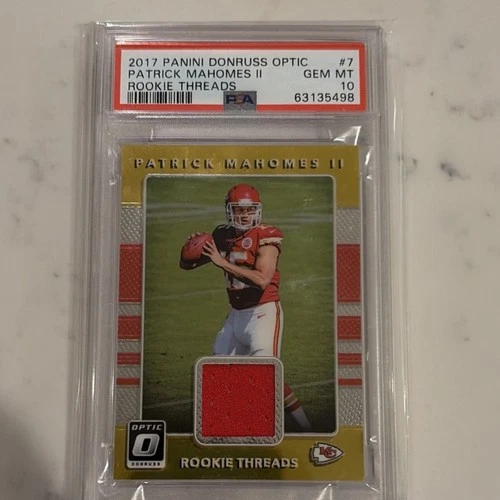 2017 PANINI DONRUSS OPTIC #7
PATRICK MAHOMES II GEM MT
ROOKIE THREADS 10
PSA 63135498
PATRICK MAHOMES II
OPTIC
DONRUSS
KC
ROOKIE THREADS